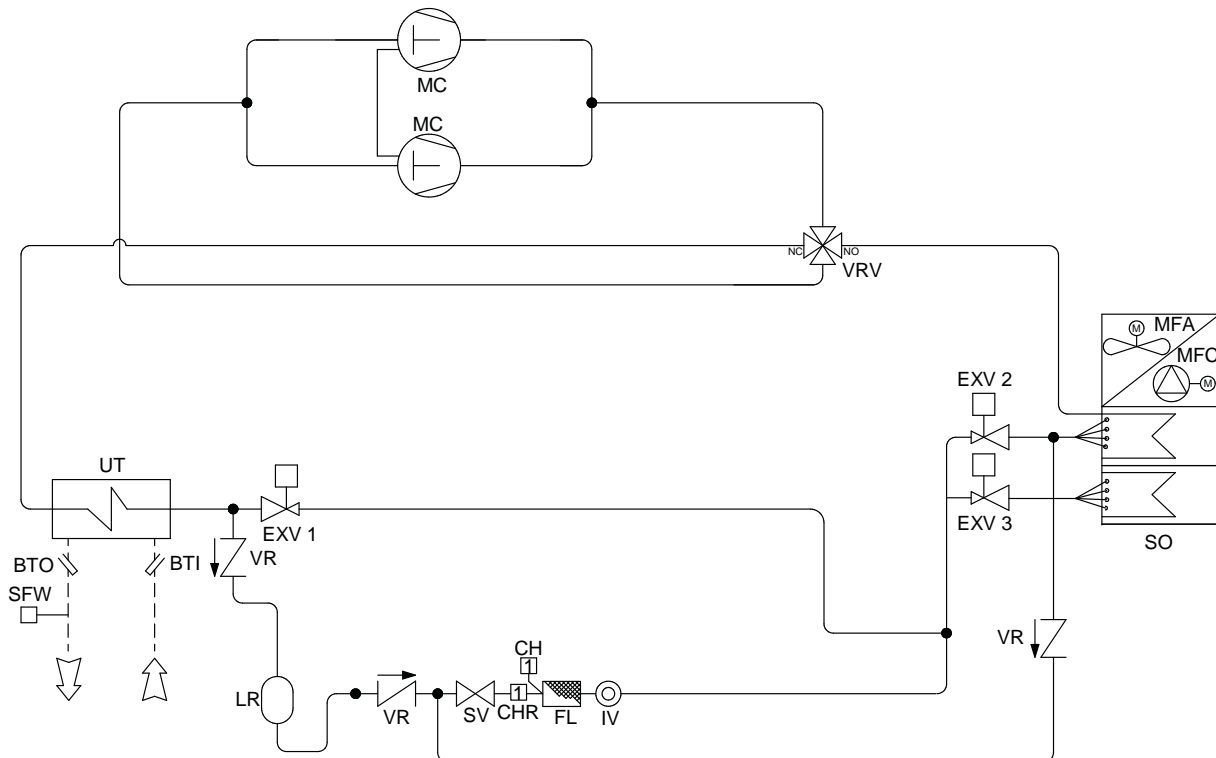 MC
MC
NC
NO
VRV
M
MFA
MFC
M
EXV 2
UT
EXV 1
EXV 3
SO
BTO
BTI
VR
SFW
VR
CH
1
LR
VR
SV
1
CHR
FL
IV